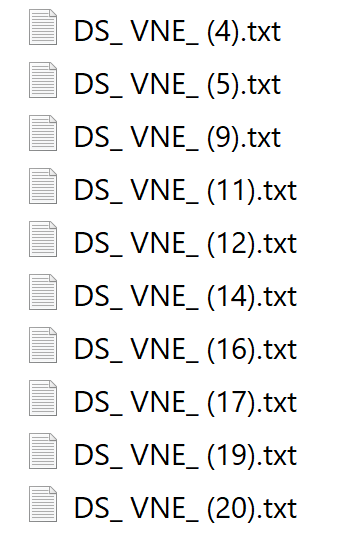 DS_ VNE_ (4).txt
DS_ VNE_ (5).txt
DS_ VNE_ (9).txt
DS_ VNE_ (11).txt
DS_ VNE_ (12).txt
DS_ VNE_ (14).txt
DS_ VNE_ (16).txt
DS_ VNE_ (17).txt
DS_ VNE_ (19).txt
DS_ VNE_ (20).txt